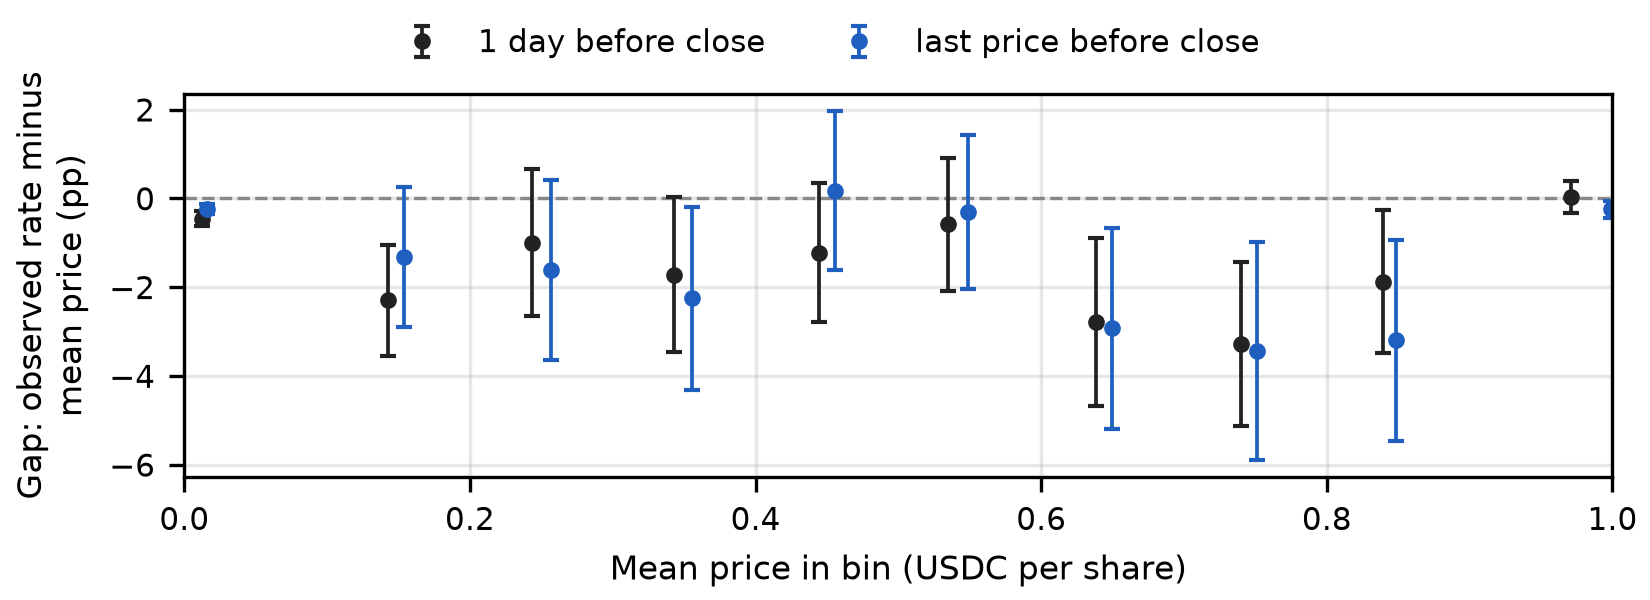 1 day before close
last price before close
Gap: observed rate minus
mean price (pp)
2
0
−2
−4
−6
0.0
0.2
0.4
0.6
0.8
1.0
Mean price in bin (USDC per share)